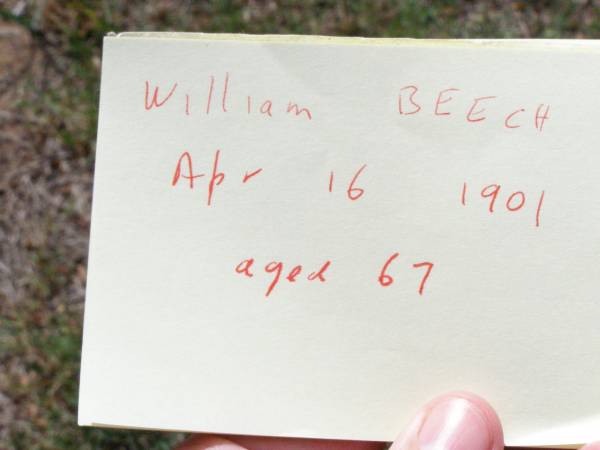 William BEECH
Apr 16 1901
aged 67